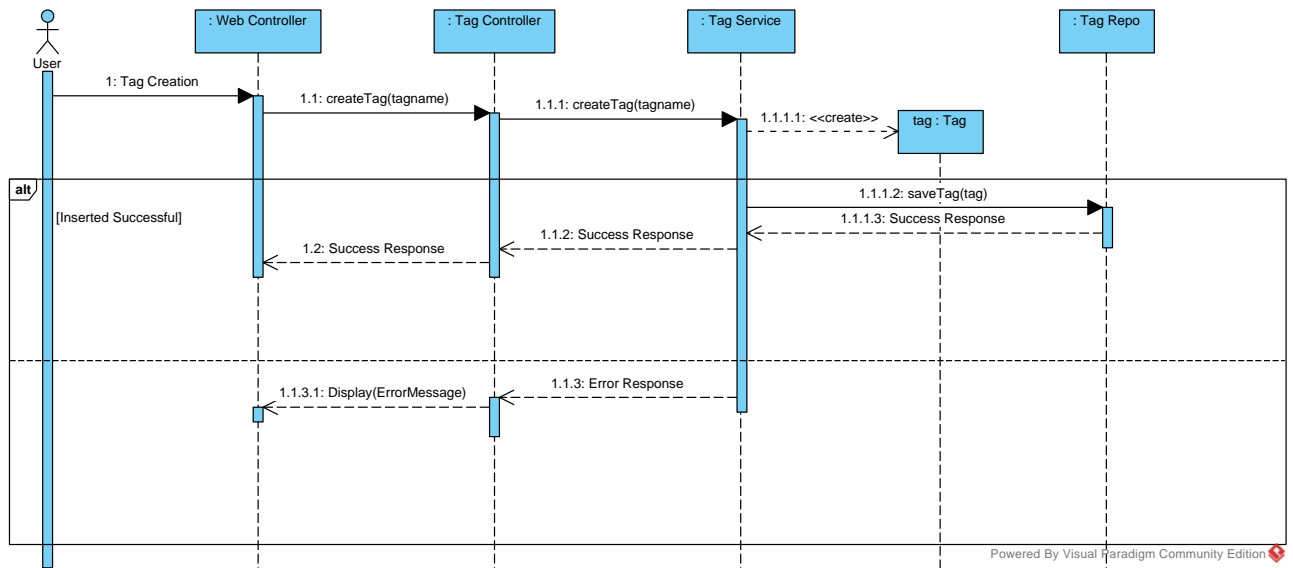 : Web Controller
: Tag Controller
: Tag Service
: Tag Repo
User
1: Tag Creation
1.1: createTag(tagname)
1.1.1: createTag(tagname)
1.1.1.1: <<create>>
tag : Tag
alt
[Inserted Successful]
1.1.1.2: saveTag(tag)
1.1.1.3: Success Response
1.1.2: Success Response
1.2: Success Response
1.1.3: Error Response
1.1.3.1: Display(ErrorMessage)
Powered By Visual Paradigm Community Edition